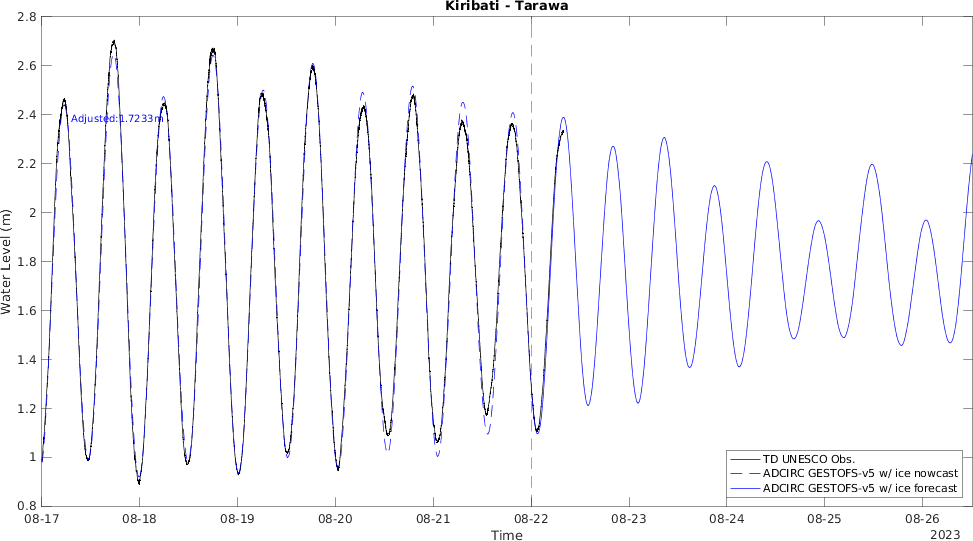 Kiribati - Tarawa
2.8
2.6
2.4
2.2
2
1.8
1.6
1.4
1.2
1
0.8
Water Level (m)
Adjusted:1.7233m
TD UNESCO Obs.
ADCIRC GESTOFS-v5 w/ ice nowcast
ADCIRC GESTOFS-v5 w/ ice forecast
08-17 08-18 08-19 08-20 08-21 08-22 08-23 08-24 08-25 08-26
Time
2023